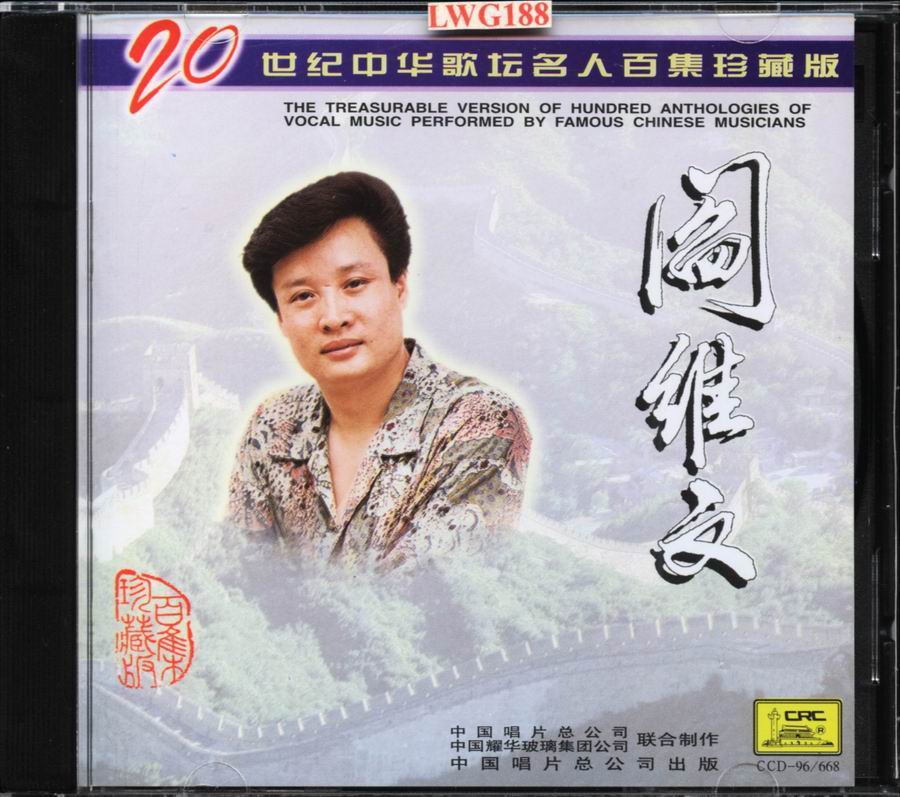 LWG188
20世纪中华歌坛名人百集珍藏版
THE TREASURABLE VERSION OF HUNDRED ANTHOLOGIES OF
VOCAL MUSIC PERFORMED BY FAMOUS CHINESE MUSICIANS
阎维文
百集
珍藏版
中国唱片总公司
中国耀华玻璃集团公司
联合制作
中国唱片总公司出版
CRC
®
CCD-96/668